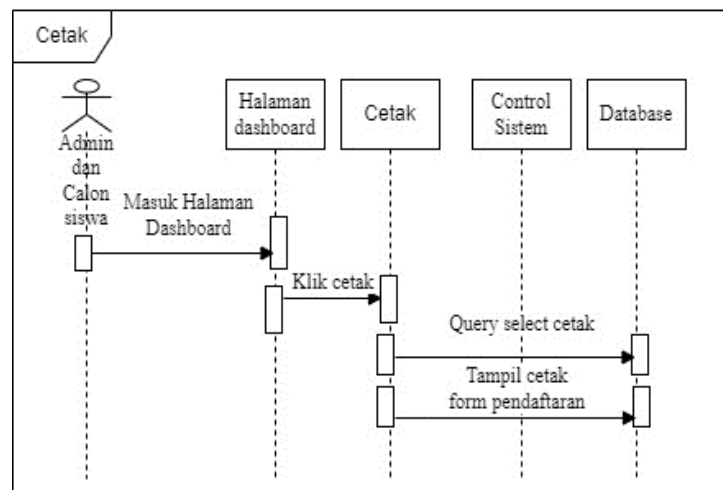 Cetak
Admin
dan
Calon
siswa
Halaman
dashboard
Cetak
Control
Sistem
Database
Masuk Halaman
Dashboard
Klik cetak
Query select cetak
Tampil cetak
form pendaftaran